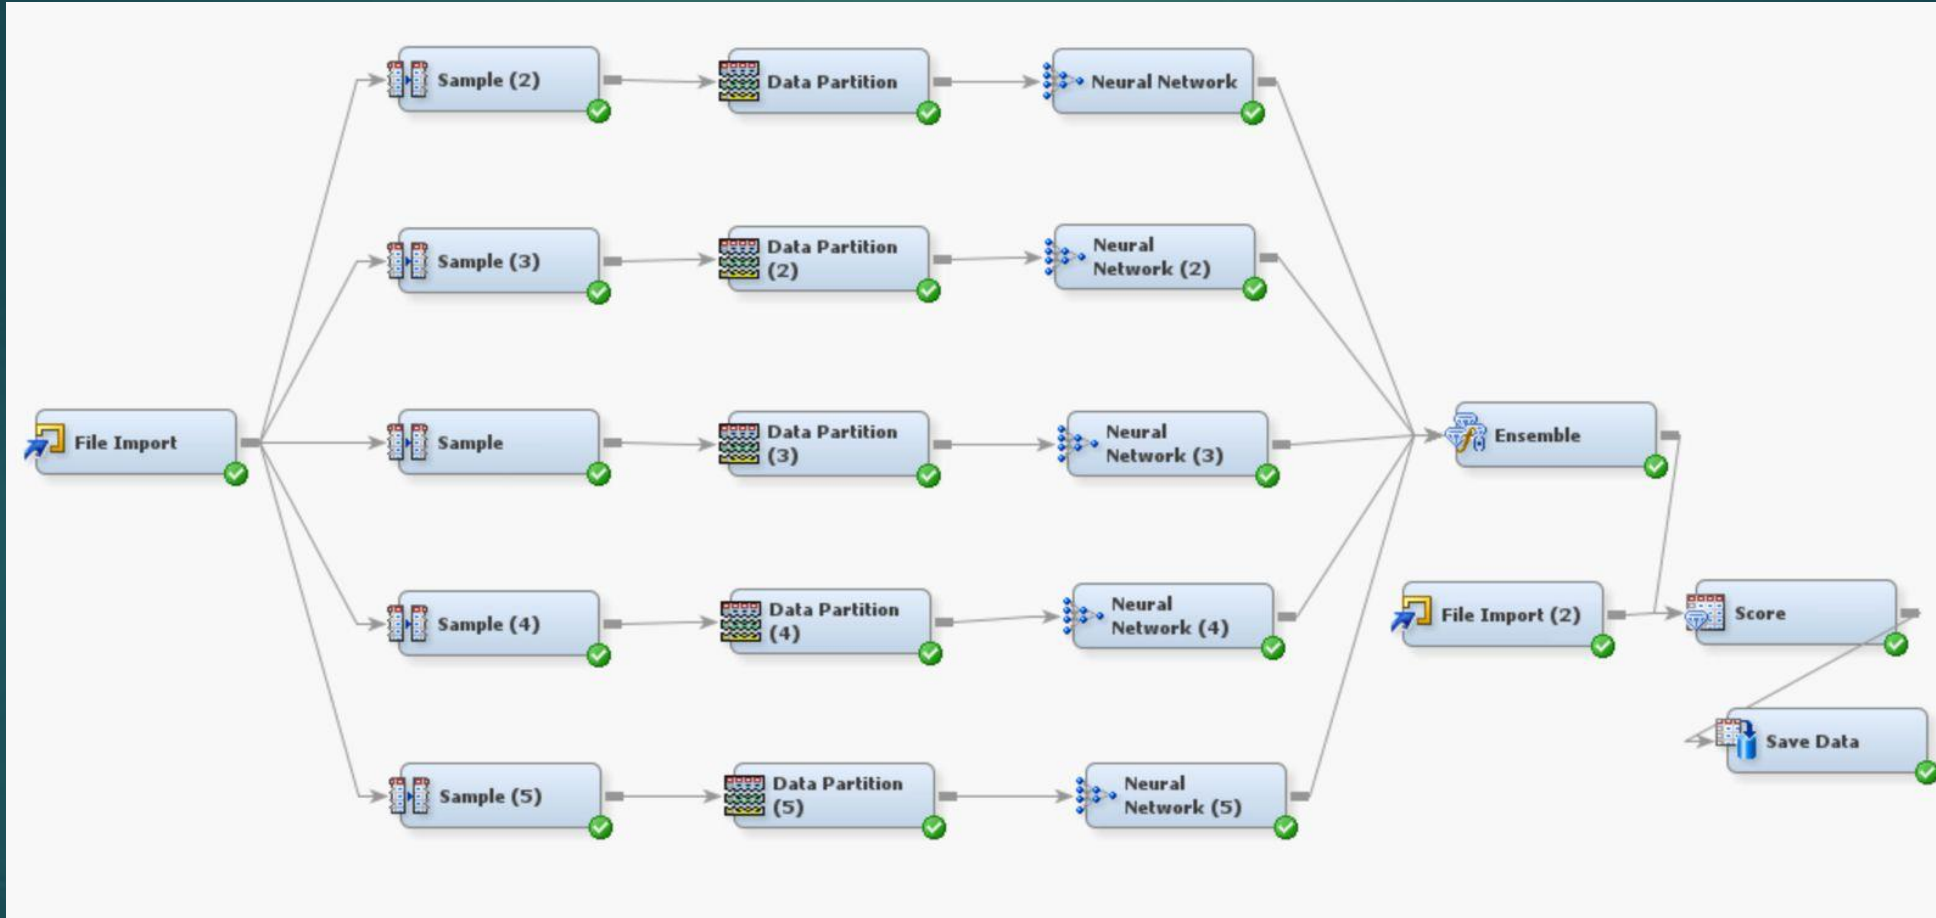 Sample (2)
Data Partition
Neural Network
Sample (3)
Data Partition
(2)
Neural
Network (2)
File Import
Sample
Data Partition
(3)
Neural
Network (3)
Ensemble
Sample (4)
Data Partition
(4)
Neural
Network (4)
File Import (2)
Score
Save Data
Sample (5)
Data Partition
(5)
Neural
Network (5)